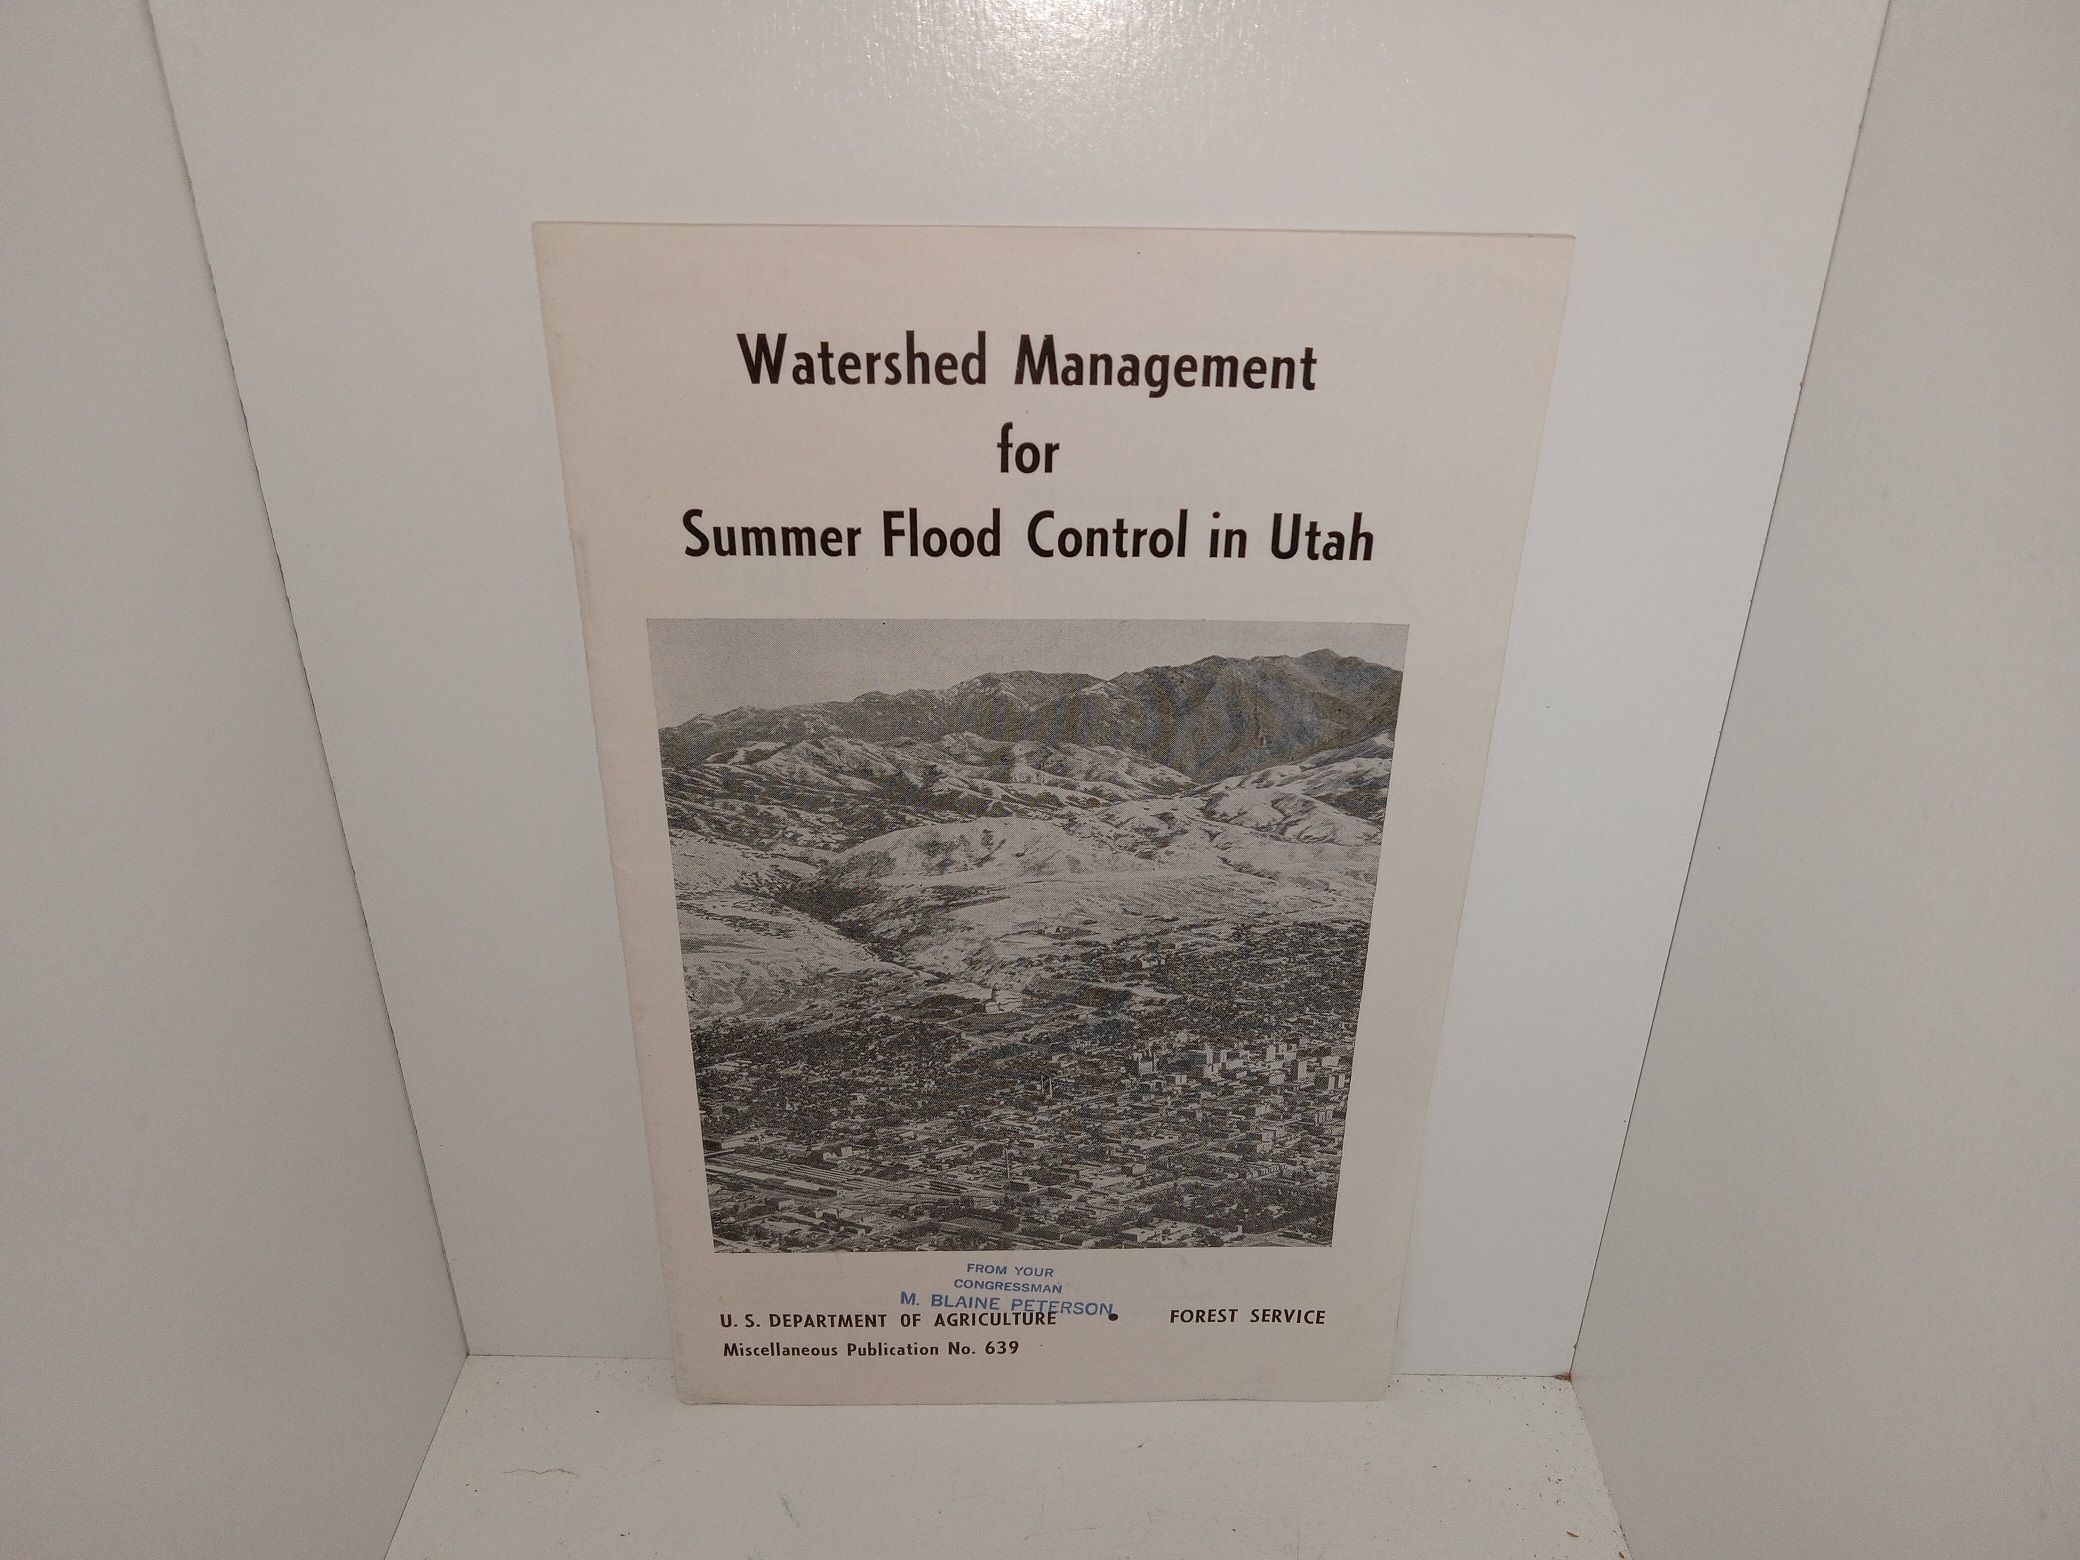 Watershed Management
for
Summer Flood Control in Utah
FROM YOUR
CONGRESSMAN
M. BLAINE PETERSON
U. S. DEPARTMENT OF AGRICULTURE • FOREST SERVICE
Miscellaneous Publication No. 639